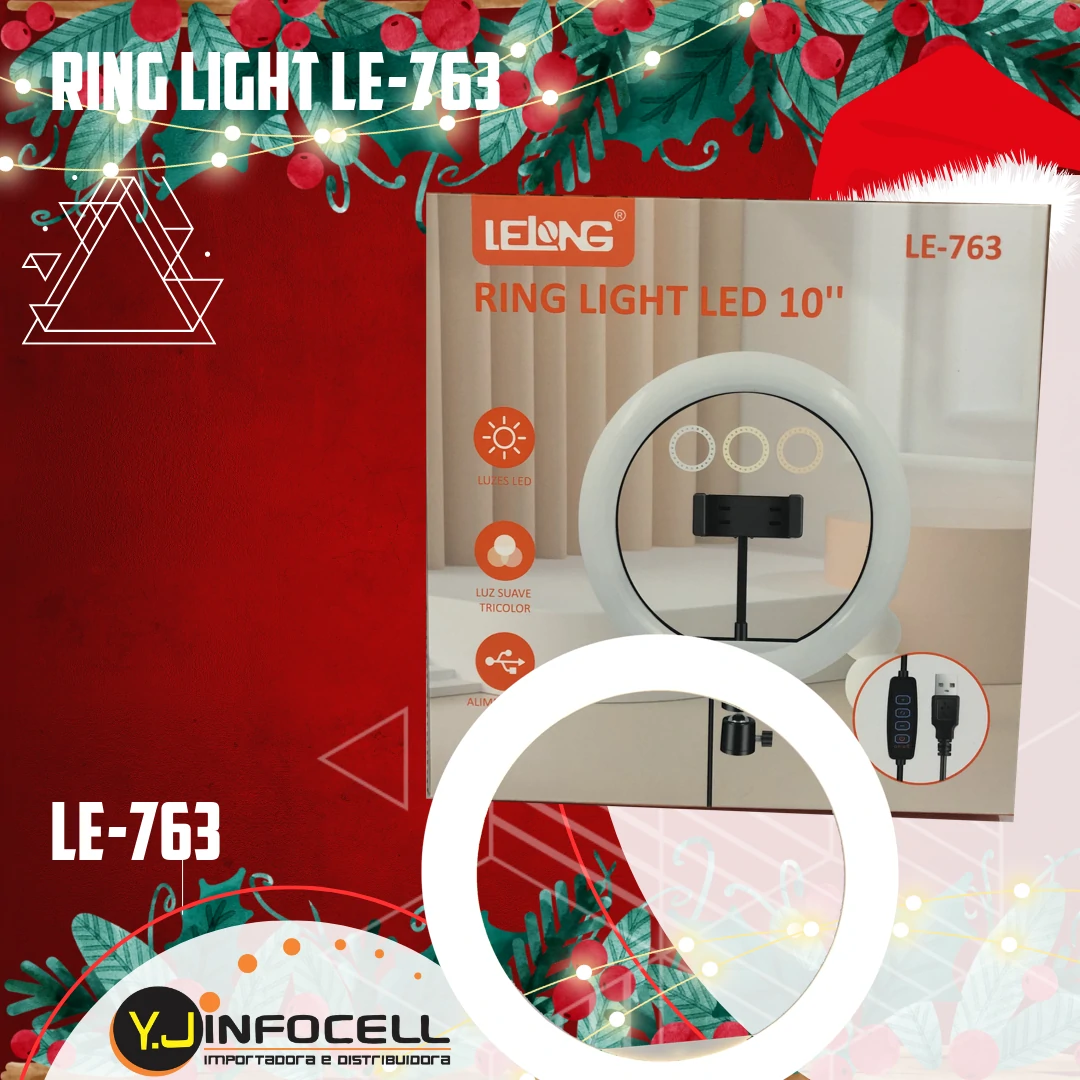 RING LIGHT LE-763
LELONG®
LE-763
RING LIGHT LED 10''
LUZES LED
LUZ SUAVE
TRICOLOR
LE-763
Y.J INFOCELL
IMPORTADORA E DISTRIBUIDORA